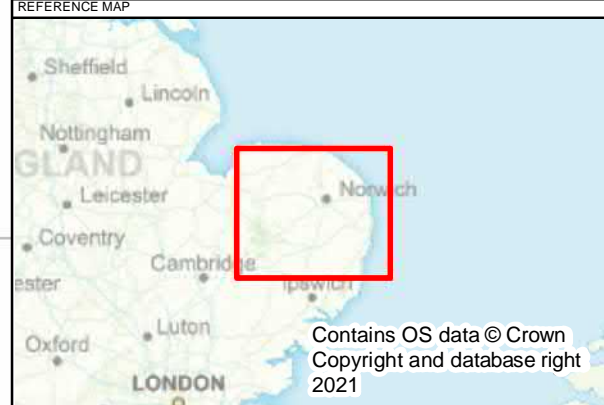 REFERENCE MAP
Sheffield
Lincoln
Nottingham
GLAND
Leicester
Norwich
Coventry
Cambridge
ester
Ipswich
Luton
Oxford
LONDON
Contains OS data © Crown
Copyright and database right
2021